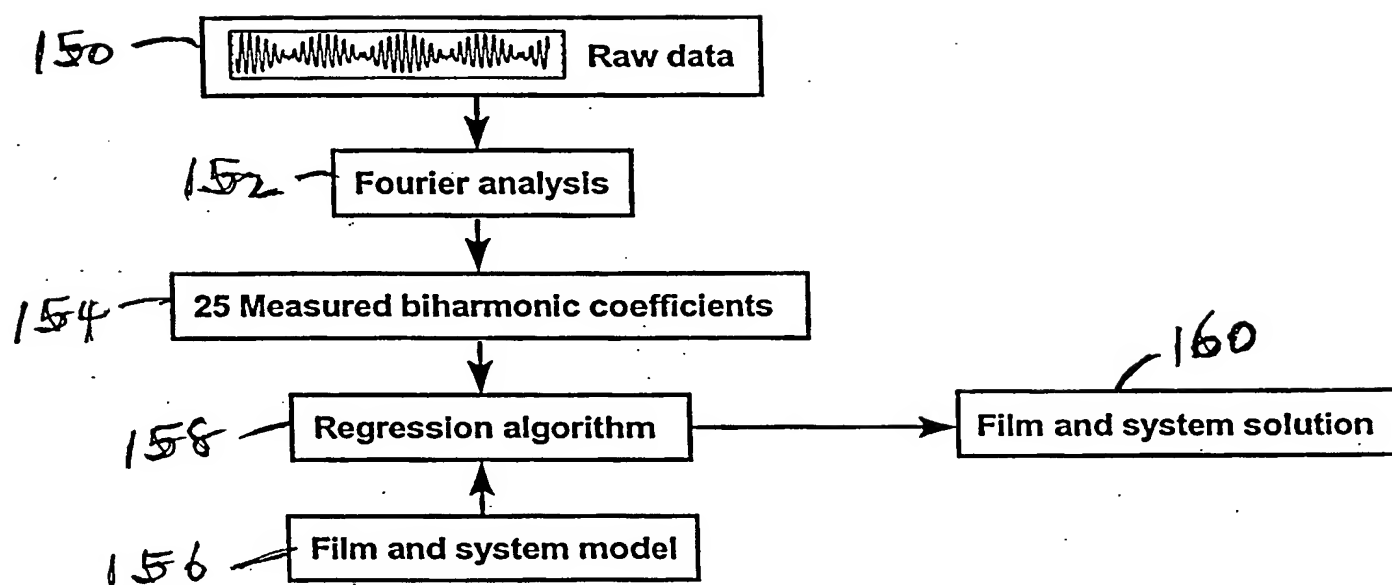 150 Raw data
152 Fourier analysis
154 25 Measured biharmonic coefficients
160
158 Regression algorithm Film and system solution
156 Film and system model